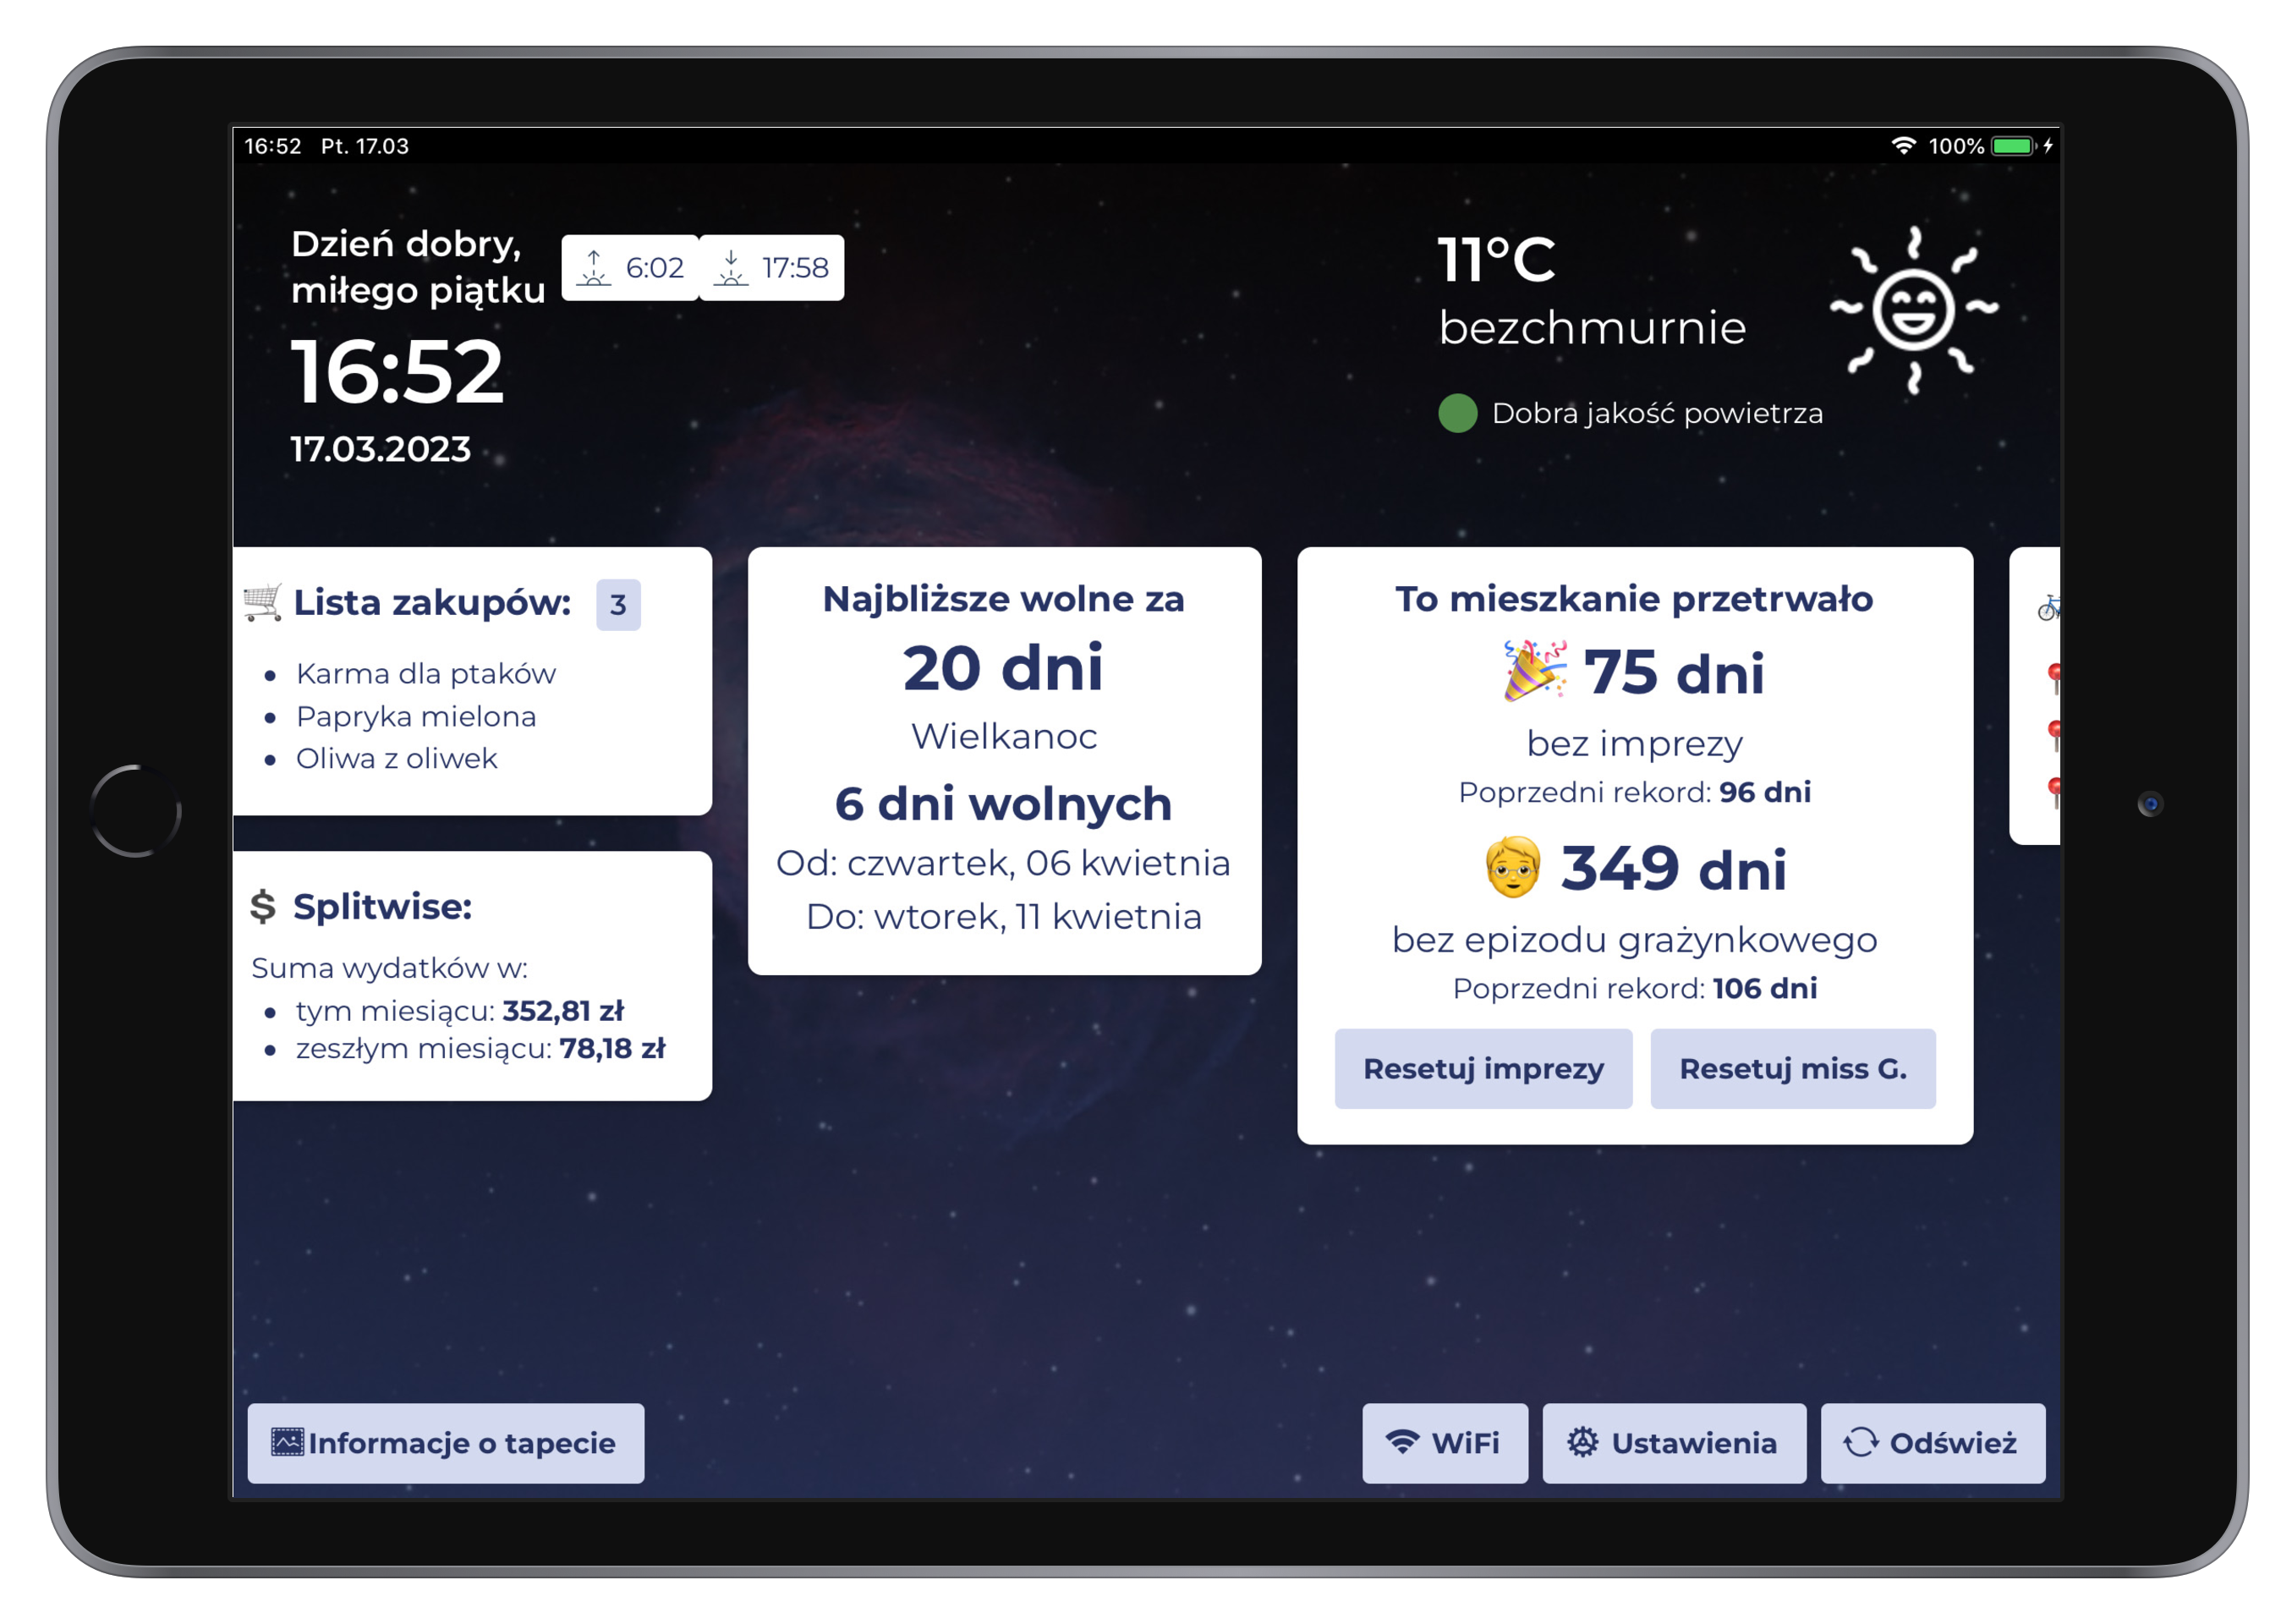 16:52 Pt. 17.03
100%
Dzień dobry,
miłego piątku
6:02
17:58
16:52
17.03.2023
11°C
bezchmurnie
Dobra jakość powietrza
Lista zakupów: 3
Karma dla ptaków
Papryka mielona
Oliwa z oliwek
$ Splitwise:
Suma wydatków w:
tym miesiącu: 352,81 zł
zeszłym miesiącu: 78,18 zł
Najbliższe wolne za
20 dni
Wielkanoc
6 dni wolnych
Od: czwartek, 06 kwietnia
Do: wtorek, 11 kwietnia
To mieszkanie przetrwało
75 dni
bez imprezy
Poprzedni rekord: 96 dni
349 dni
bez epizodu grażynkowego
Poprzedni rekord: 106 dni
Resetuj imprezy
Resetuj miss G.
Informacje o tapecie
WiFi
Ustawienia
Odśwież